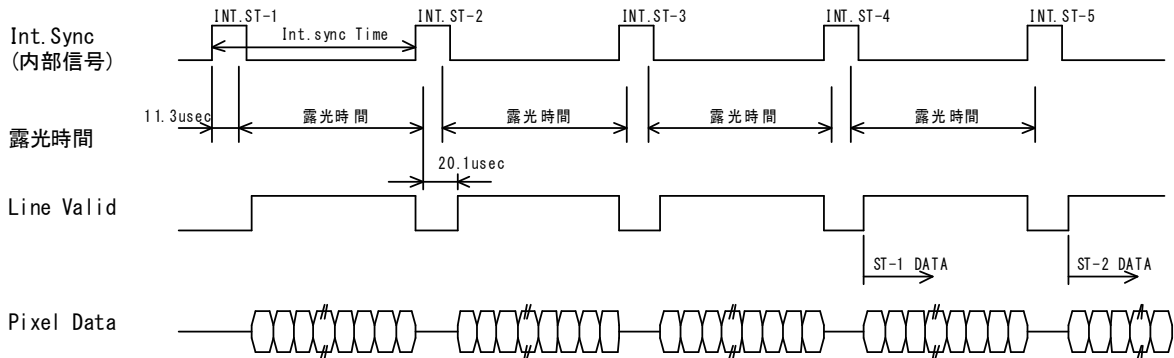 INT.ST-1
INT.ST-2
INT.ST-3
INT.ST-4
INT.ST-5
Int.Sync
(内部信号)
Int.sync Time
11.3usec
露光時間
露光時間
露光時間
露光時間
露光時間
20.1usec
Line Valid
ST-1 DATA
ST-2 DATA
Pixel Data